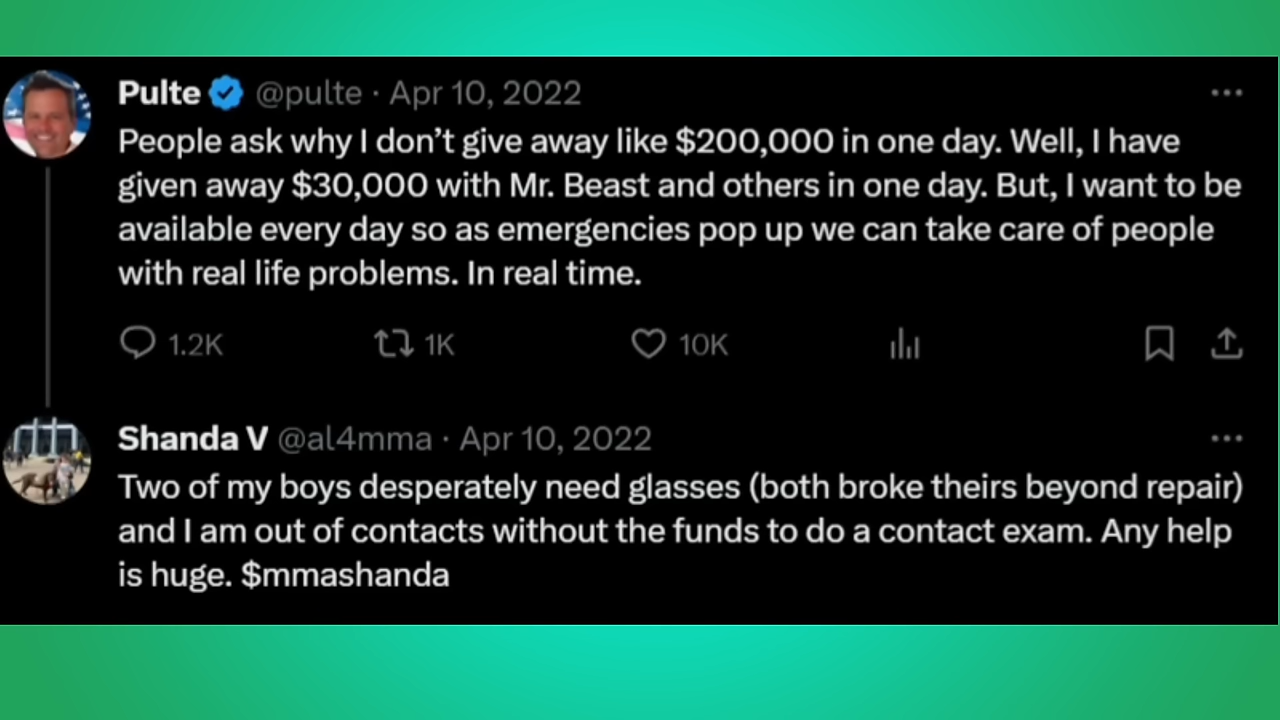 Pulte @pulte · Apr 10, 2022
People ask why I don’t give away like $200,000 in one day. Well, I have
given away $30,000 with Mr. Beast and others in one day. But, I want to be
available every day so as emergencies pop up we can take care of people
with real life problems. In real time.
1.2K 1K 10K
Shanda V @al4mma · Apr 10, 2022
Two of my boys desperately need glasses (both broke theirs beyond repair)
and I am out of contacts without the funds to do a contact exam. Any help
is huge. $mmashanda